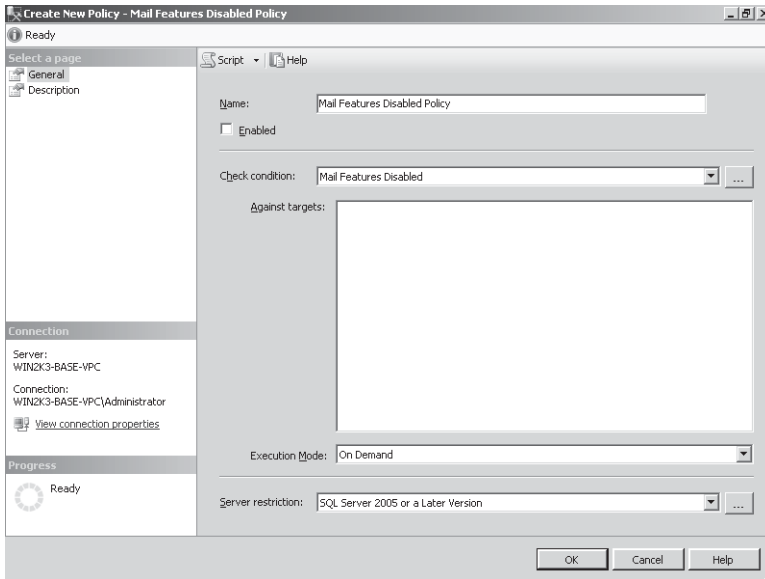 Create New Policy - Mail Features Disabled Policy
Ready
Select a page
General
Description
Script
Help
Name:
Mail Features Disabled Policy
Enabled
Check condition:
Mail Features Disabled
...
Against targets:
Execution Mode:
On Demand
Server restriction:
SQL Server 2005 or a Later Version
...
Connection
Server:
WIN2K3-BASE-VPC
Connection:
WIN2K3-BASE-VPC\Administrator
View connection properties
Progress
Ready
OK
Cancel
Help